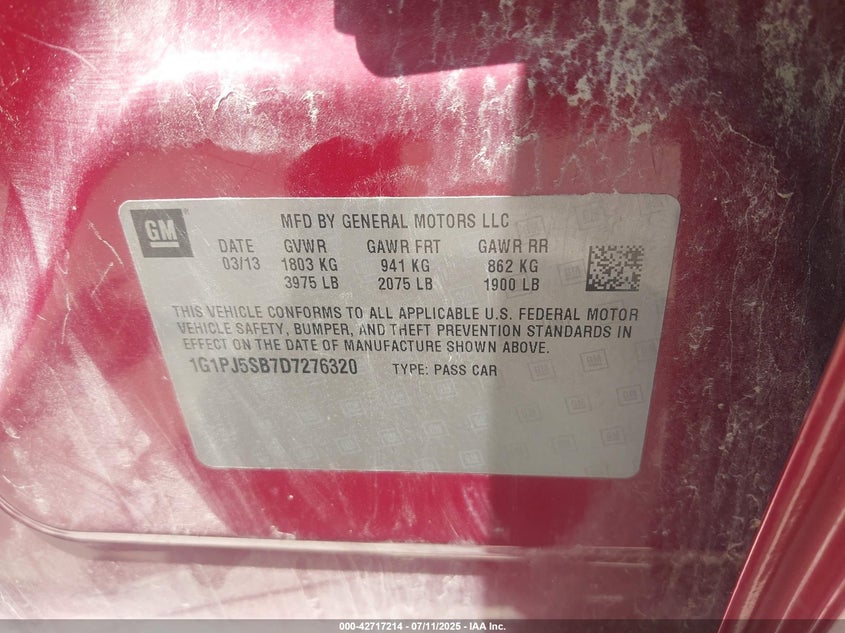 GM
MFD BY GENERAL MOTORS LLC
DATE GVWR GAWR FRT GAWR RR
03/13 1803 KG 941 KG 862 KG
3975 LB 2075 LB 1900 LB
THIS VEHICLE CONFORMS TO ALL APPLICABLE U.S. FEDERAL MOTOR
VEHICLE SAFETY, BUMPER, AND THEFT PREVENTION STANDARDS IN
EFFECT ON THE DATE OF MANUFACTURE SHOWN ABOVE.
1G1PJ5SB7D7276320 TYPE: PASS CAR
000-42717214 - 07/11/2025 - IAA Inc.